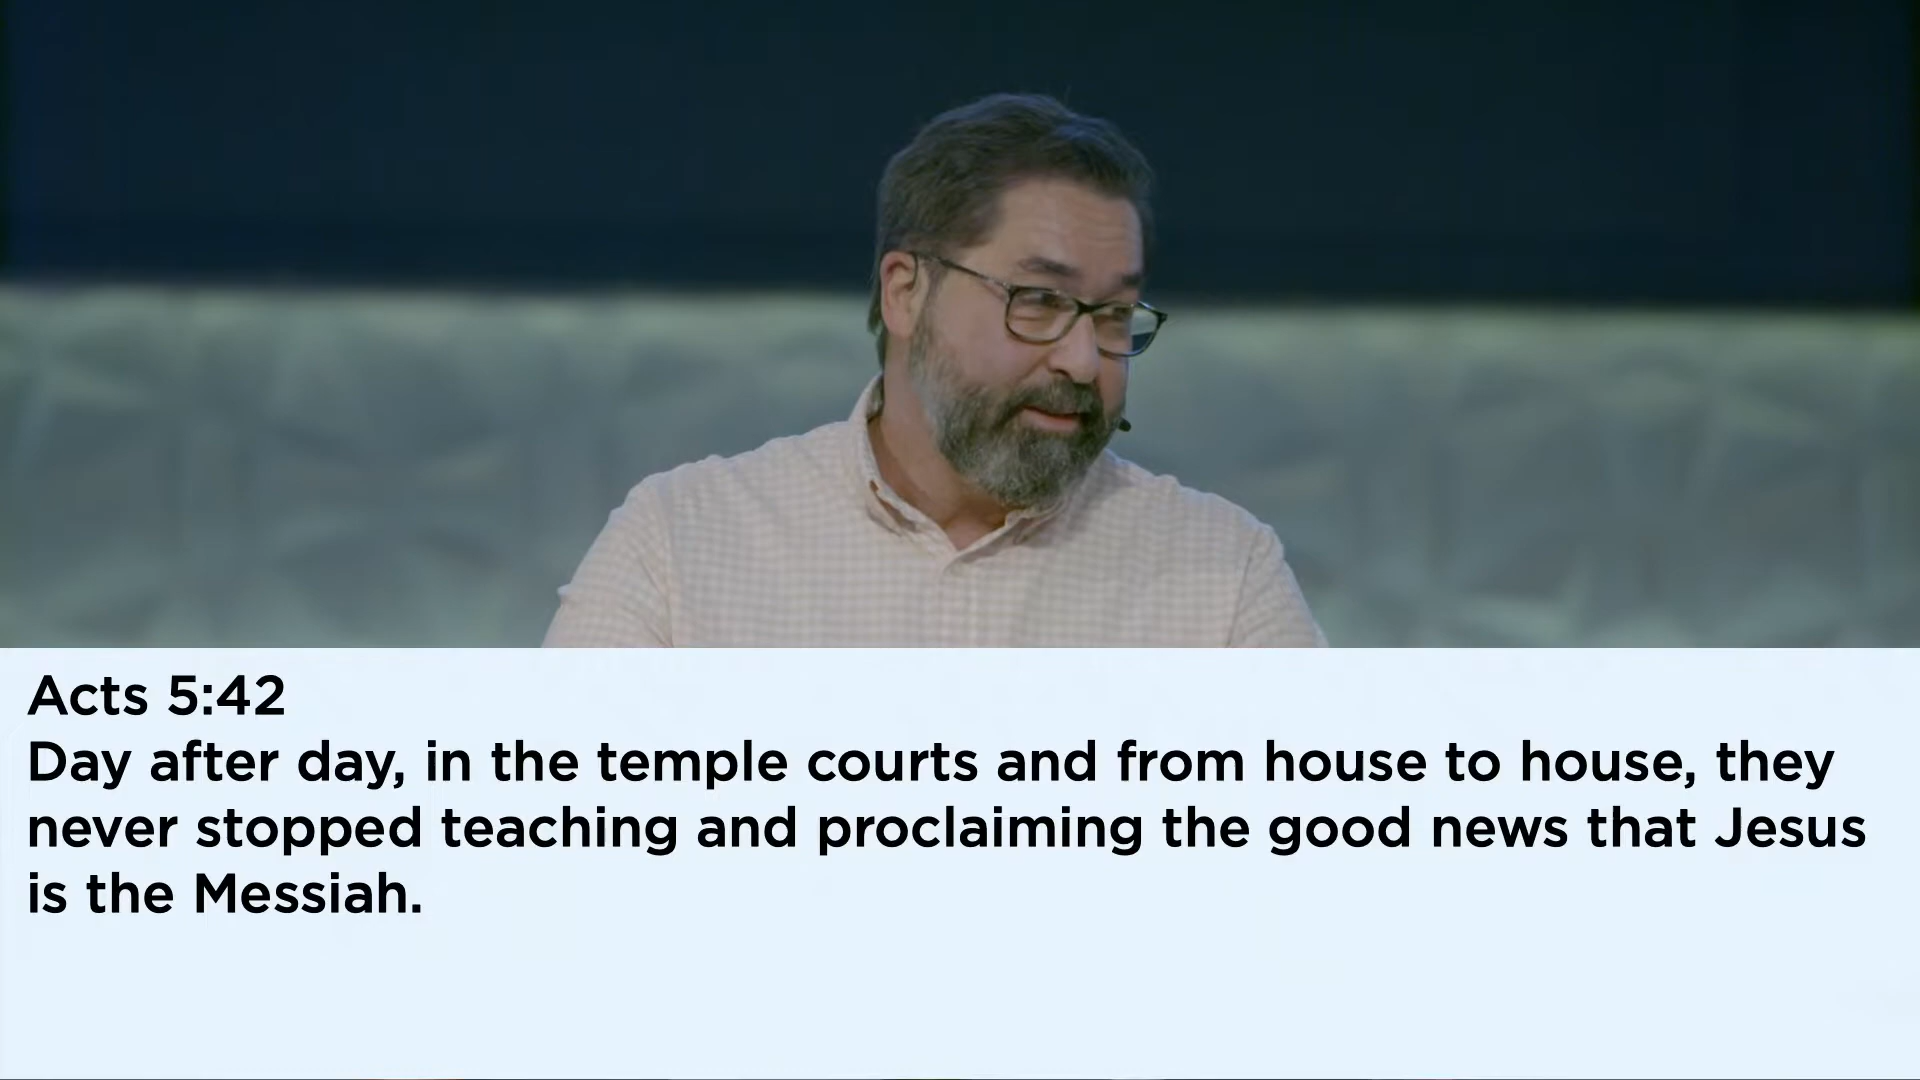 Acts 5:42
Day after day, in the temple courts and from house to house, they
never stopped teaching and proclaiming the good news that Jesus
is the Messiah.